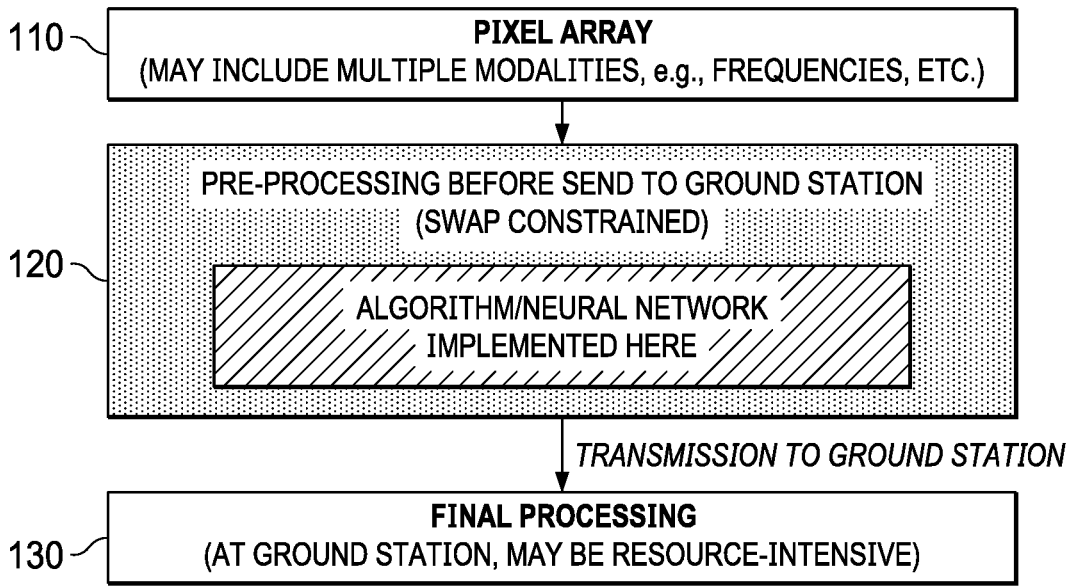 110
PIXEL ARRAY
(MAY INCLUDE MULTIPLE MODALITIES, e.g., FREQUENCIES, ETC.)
120
PRE-PROCESSING BEFORE SEND TO GROUND STATION
(SWAP CONSTRAINED)
ALGORITHM/NEURAL NETWORK
IMPLEMENTED HERE
TRANSMISSION TO GROUND STATION
130
FINAL PROCESSING
(AT GROUND STATION, MAY BE RESOURCE-INTENSIVE)